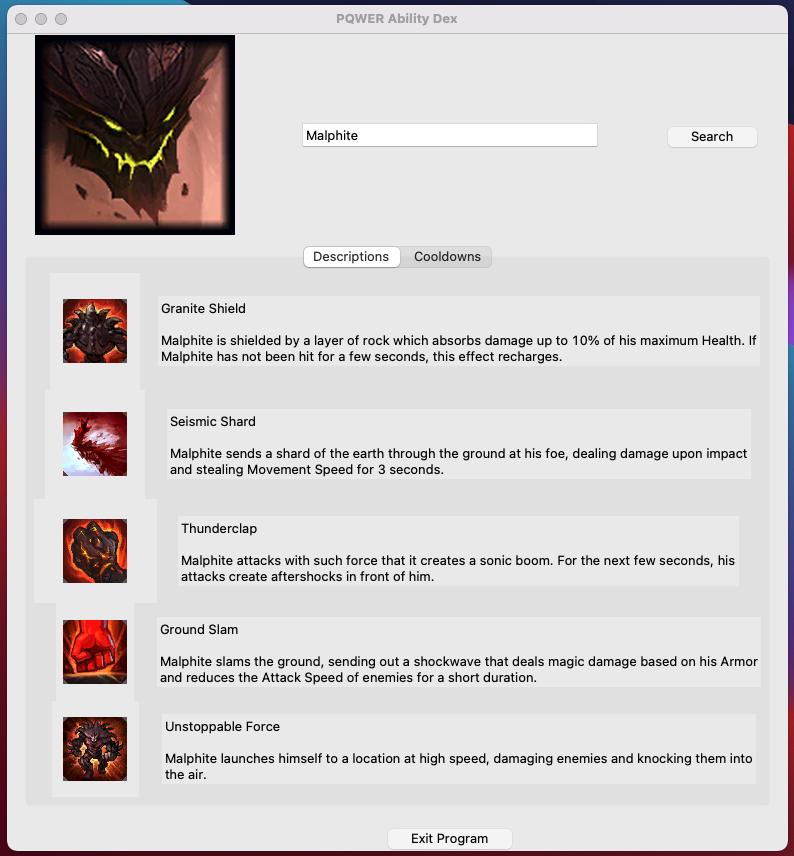 PQWER Ability Dex
Malphite
Search
Descriptions
Cooldowns
Granite Shield
Malphite is shielded by a layer of rock which absorbs damage up to 10% of his maximum Health. If
Malphite has not been hit for a few seconds, this effect recharges.
Seismic Shard
Malphite sends a shard of the earth through the ground at his foe, dealing damage upon impact
and stealing Movement Speed for 3 seconds.
Thunderclap
Malphite attacks with such force that it creates a sonic boom. For the next few seconds, his
attacks create aftershocks in front of him.
Ground Slam
Malphite slams the ground, sending out a shockwave that deals magic damage based on his Armor
and reduces the Attack Speed of enemies for a short duration.
Unstoppable Force
Malphite launches himself to a location at high speed, damaging enemies and knocking them into
the air.
Exit Program